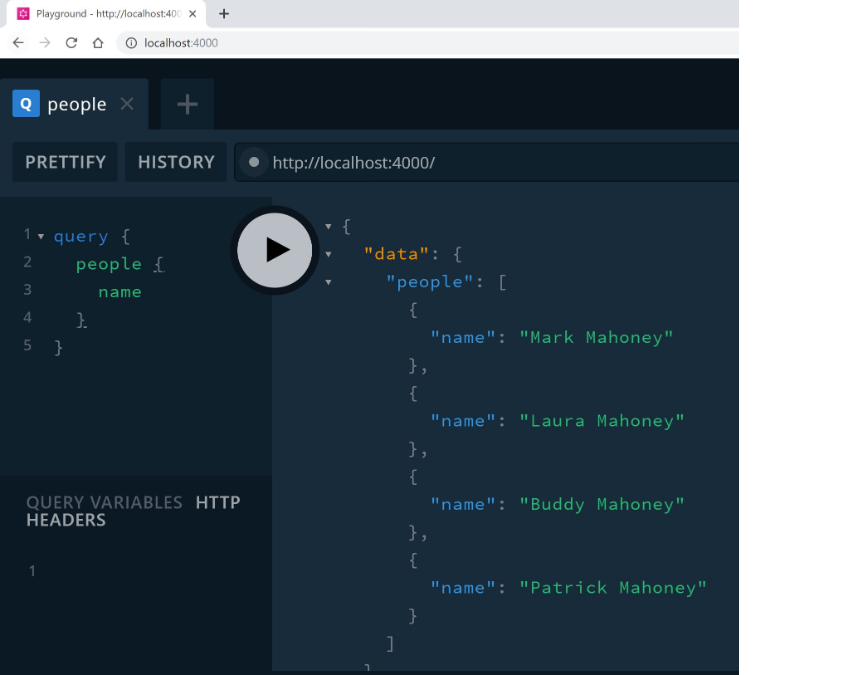 Playground - http://localhost:400
localhost:4000
Q people
PRETTIFY HISTORY http://localhost:4000/
1 query {
2 people {
3 name
4 }
5 }
{
"data": {
"people": [
{
"name": "Mark Mahoney"
},
{
"name": "Laura Mahoney"
},
{
"name": "Buddy Mahoney"
},
{
"name": "Patrick Mahoney"
}
]
}
QUERY VARIABLES HTTP
HEADERS
1